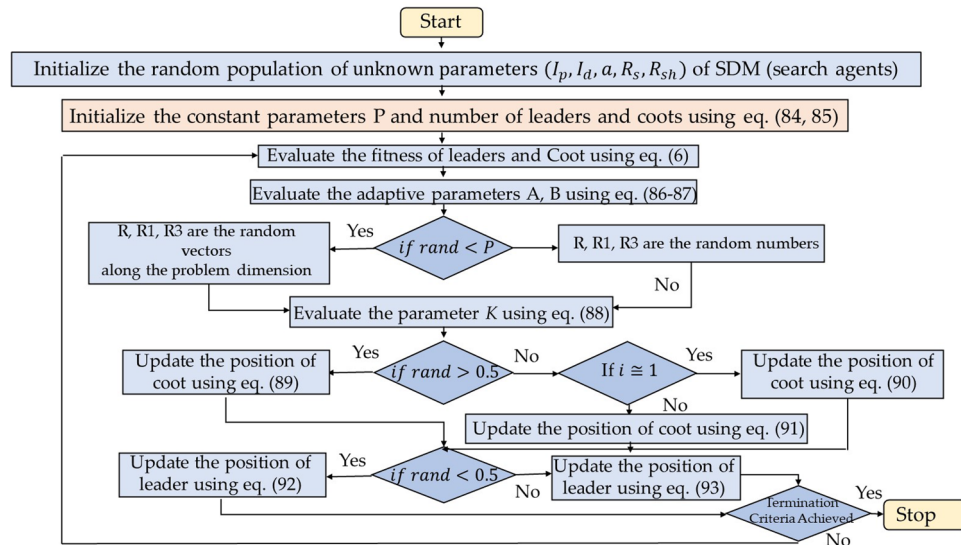 Start
Initialize the random population of unknown parameters (I_p, I_d, a, R_s, R_sh) of SDM (search agents)
Initialize the constant parameters P and number of leaders and coots using eq. (84, 85)
Evaluate the fitness of leaders and Coot using eq. (6)
Evaluate the adaptive parameters A, B using eq. (86-87)
R, R1, R3 are the random
vectors
along the problem dimension
Yes
if rand < P
R, R1, R3 are the random numbers
No
Evaluate the parameter K using eq. (88)
Update the position of
coot using eq. (89)
Yes
if rand > 0.5
No
If i ≅ 1
Yes
Update the position of
coot using eq. (90)
No
Update the position of coot using eq. (91)
Update the position of
leader using eq. (92)
Yes
if rand < 0.5
No
Update the position of
leader using eq. (93)
Termination
Criteria Achieved
Yes
Stop
No